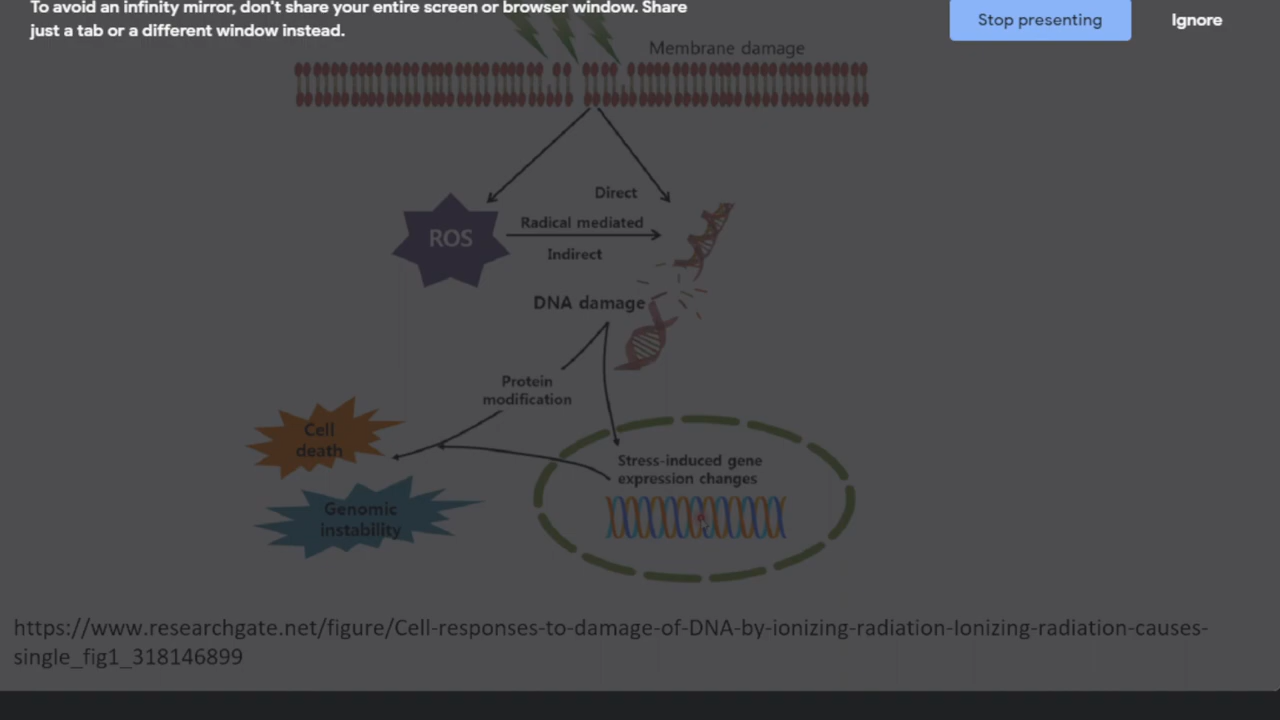 To avoid an infinity mirror, don't share your entire screen or browser window. Share
just a tab or a different window instead.
Stop presenting
Ignore
Membrane damage
Direct
ROS
Radical mediated
Indirect
DNA damage
Protein
modification
Cell
death
Stress-induced gene
expression changes
Genomic
instability
https://www.researchgate.net/figure/Cell-responses-to-damage-of-DNA-by-ionizing-radiation-Ionizing-radiation-causes-
single_fig1_318146899